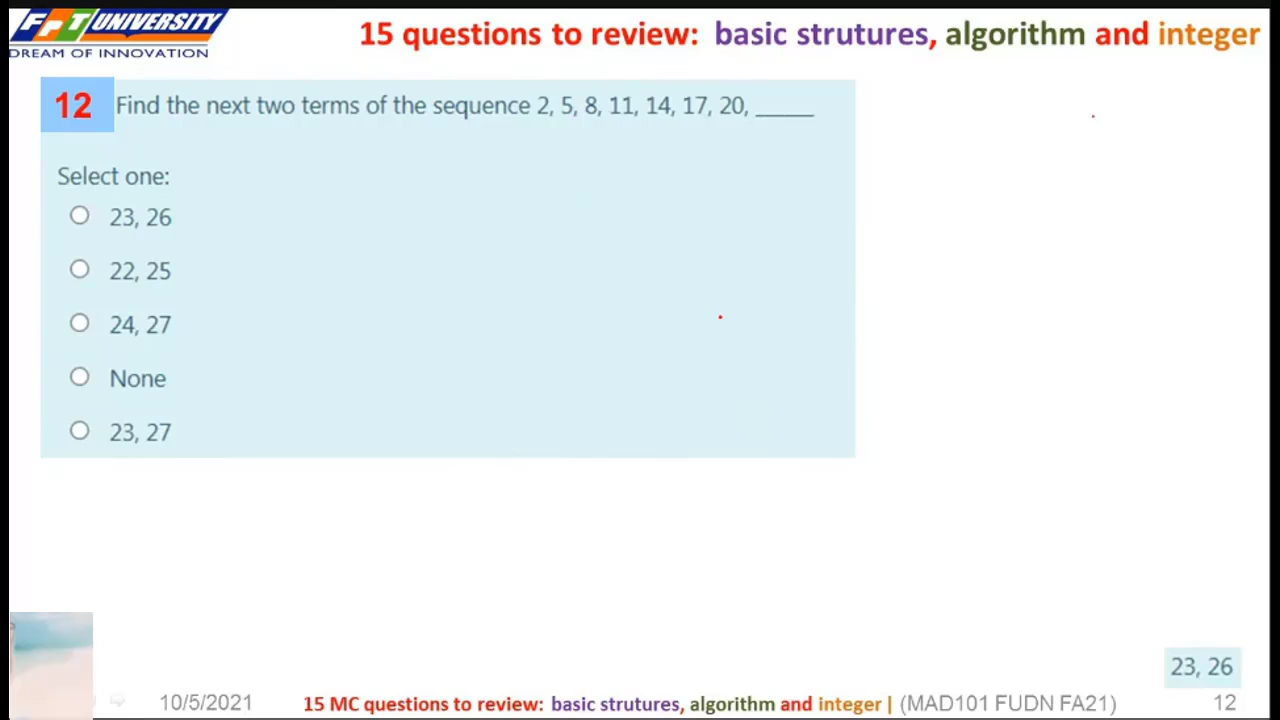 FPT UNIVERSITY
DREAM OF INNOVATION
15 questions to review: basic strutures, algorithm and integer
12 Find the next two terms of the sequence 2, 5, 8, 11, 14, 17, 20, _____
Select one:
23, 26
22, 25
24, 27
None
23, 27
23, 26
10/5/2021 15 MC questions to review: basic strutures, algorithm and integer | (MAD101 FUDN FA21) 12